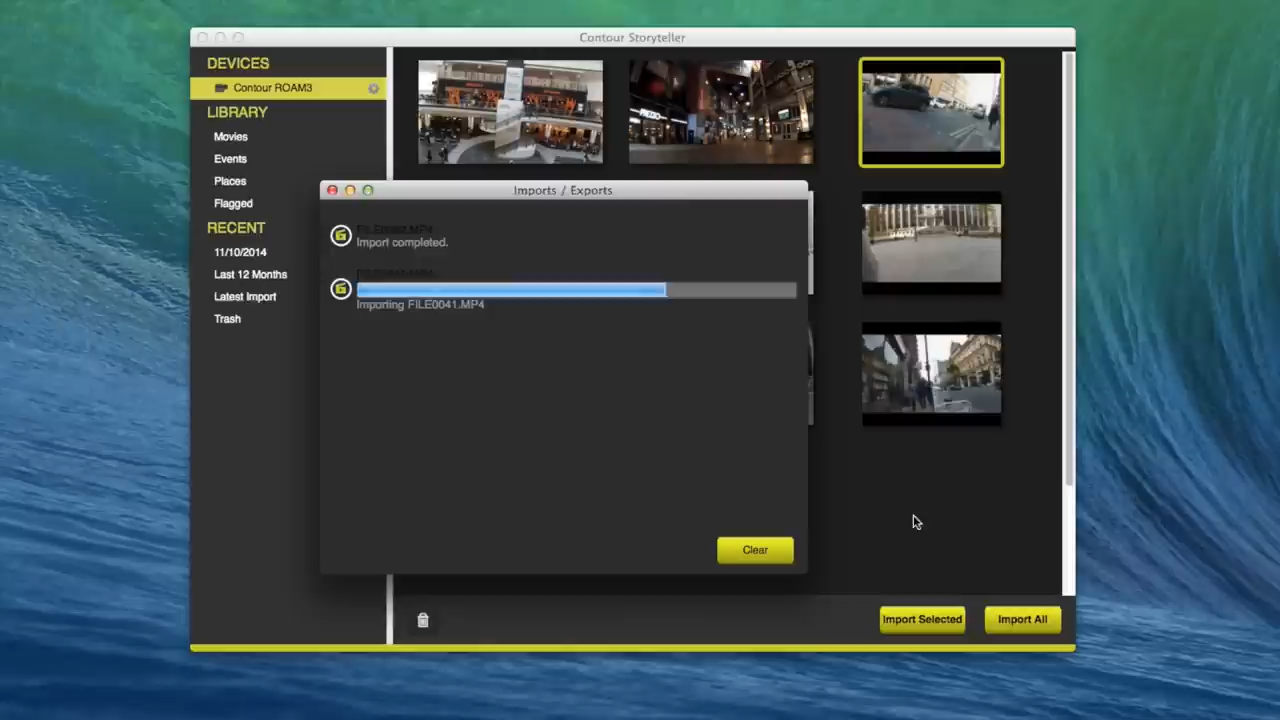 Contour Storyteller
DEVICES
Contour ROAM3
LIBRARY
Movies
Events
Places
Flagged
RECENT
11/10/2014
Last 12 Months
Latest Import
Trash
Imports / Exports
Import completed.
Importing FILE0041.MP4
Clear
Import Selected
Import All